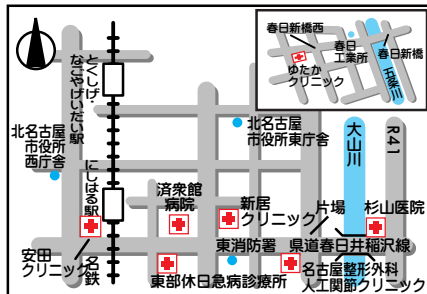 春日新橋西
春日
工業所
春日新橋
ゆたか
クリニック
五条川
とくしげ・
なごやげいだい駅
北名古屋
市役所
西庁舎
北名古屋
市役所東庁舎
大山川
R41
にしはる駅
済衆館
病院
新居
クリニック
片場
杉山医院
安田
クリニック
名鉄
東消防署
県道春日井稲沢線
東部休日急病診療所
名古屋整形外科
人工関節クリニック